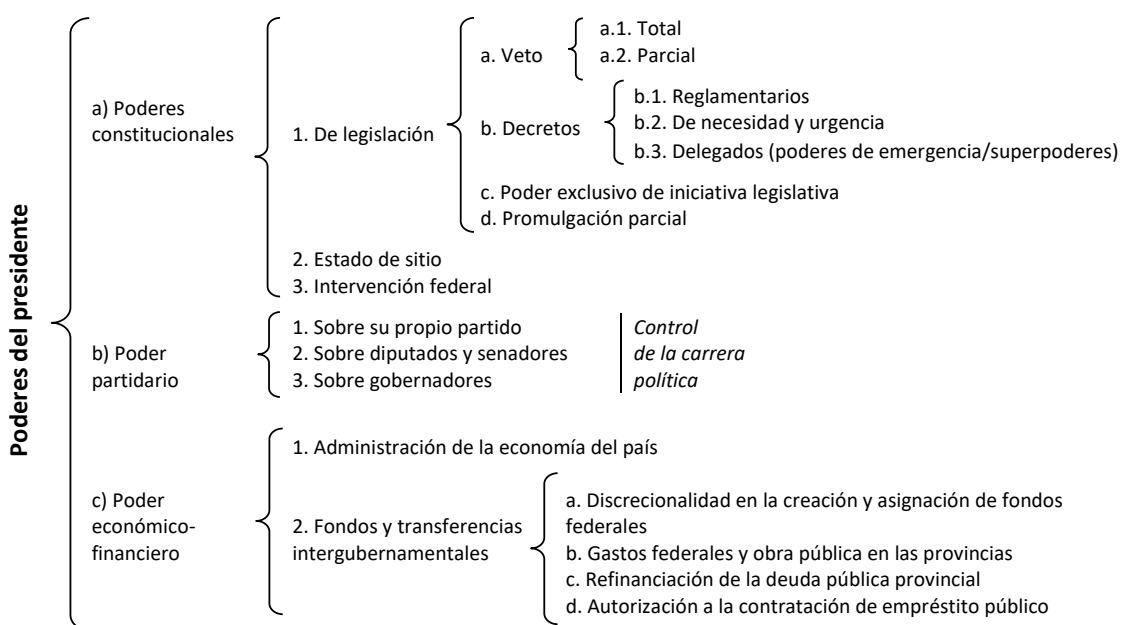 Poderes del presidente
a) Poderes
constitucionales
1. De legislación
a. Veto
a.1. Total
a.2. Parcial
b. Decretos
b.1. Reglamentarios
b.2. De necesidad y urgencia
b.3. Delegados (poderes de emergencia/superpoderes)
c. Poder exclusivo de iniciativa legislativa
d. Promulgación parcial
2. Estado de sitio
3. Intervención federal
b) Poder
partidario
1. Sobre su propio partido
2. Sobre diputados y senadores
3. Sobre gobernadores
Control
de la carrera
política
c) Poder
económico-
financiero
1. Administración de la economía del país
2. Fondos y transferencias
intergubernamentales
a. Discrecionalidad en la creación y asignación de fondos
federales
b. Gastos federales y obra pública en las provincias
c. Refinanciación de la deuda pública provincial
d. Autorización a la contratación de empréstito público